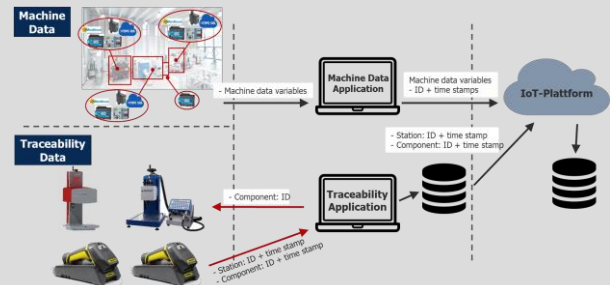 Machine
Data
- Machine data variables
Machine Data
Application
Machine data variables
- ID + time stamps
IoT-Plattform
Traceability
Data
- Station: ID + time stamp
- Component: ID + time stamp
- Component: ID
Traceability
Application
- Station: ID + time stamp
- Component: ID + time stamp